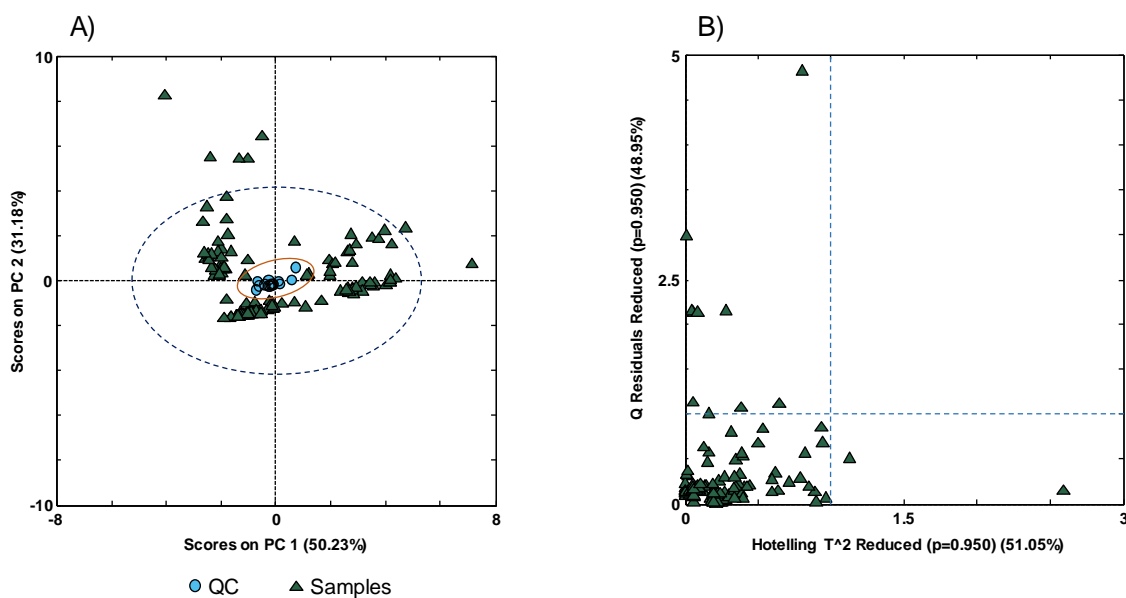 A)
B)
10
0
-10
-8
0
8
Scores on PC 2 (31.18%)
Scores on PC 1 (50.23%)
QC
Samples
5
2.5
0
0
1.5
3
Q Residuals Reduced (p=0.950) (48.95%)
Hotelling T^2 Reduced (p=0.950) (51.05%)